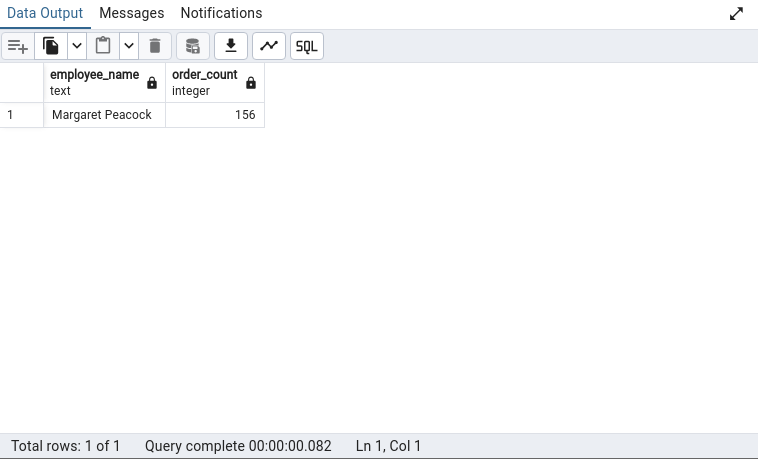 Data Output Messages Notifications
SQL
employee_name order_count
text integer
1 Margaret Peacock 156
Total rows: 1 of 1 Query complete 00:00:00.082 Ln 1, Col 1